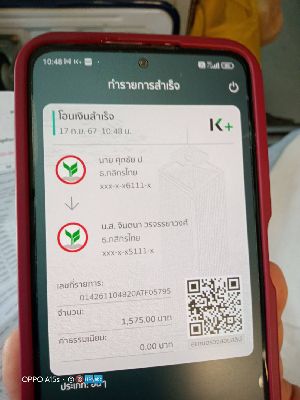 10:48
K+
ทำรายการสำเร็จ
โอนเงินสำเร็จ
17 ก.ย. 67 10:48 น.
K+
นาย ศุภชัย ป
ธ.กสิกรไทย
xxx-x-x6111-x
น.ส. จินตนา วรจรรยาวงศ์
ธ.กสิกรไทย
xxx-x-x5111-x
เลขที่รายการ:
014261104820ATF05795
จำนวน:
1,575.00 บาท
ค่าธรรมเนียม:
0.00 บาท
สแกนตรวจสอบสลิป
OPPO A15s